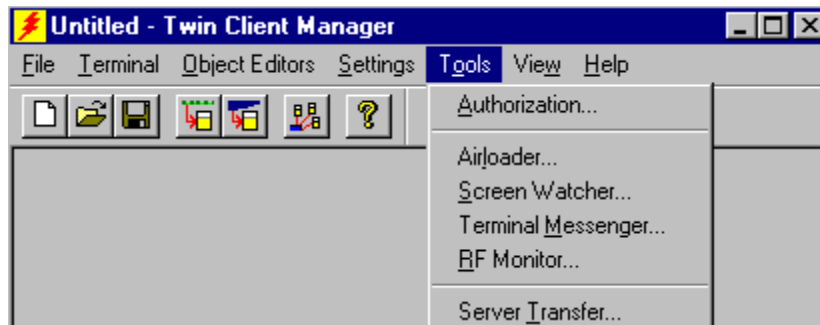 Untitled - Twin Client Manager
File Terminal Object Editors Settings Tools View Help
Authorization...
Airloader...
Screen Watcher...
Terminal Messenger...
RF Monitor...
Server Transfer...